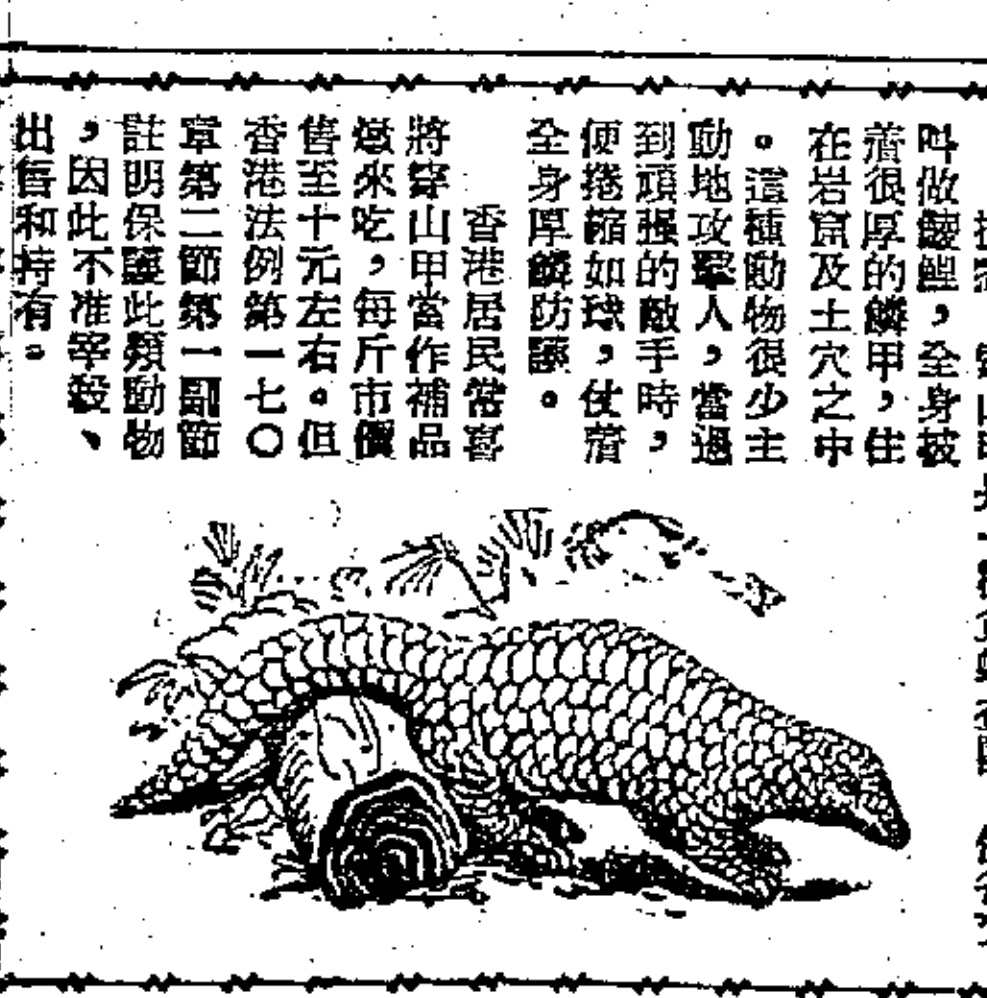 叫做鯪鯉，全身披
着很厚的鱗甲，住
在岩窟及土穴之中
。這種動物很少主
動地攻擊人，當遇
到頑强的敵手時，
便捲縮如球，仗着
全身厚鱗防護。
香港居民常喜
將穿山甲當作補品
燉來吃，每斤市價
售至十元左右。但
香港法例第一七〇
章第二節第一副節
註明保護此類動物
，因此不准宰殺、
出售和持有。